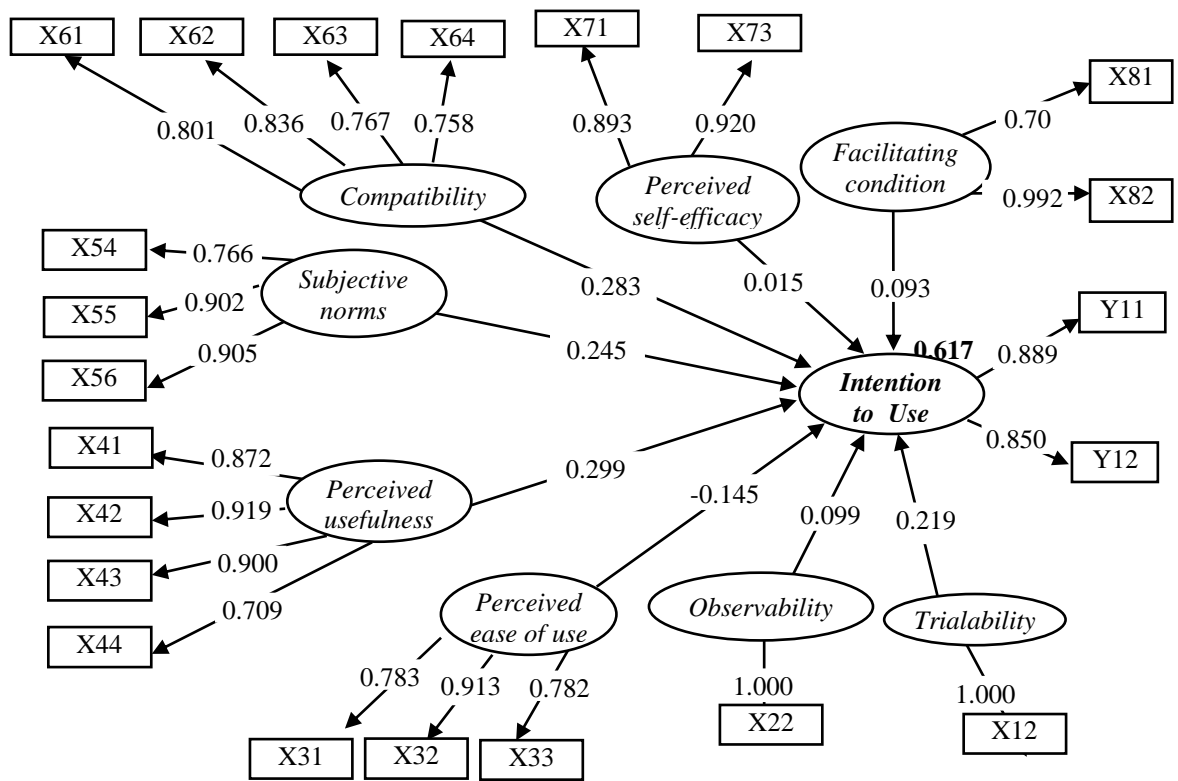 X61
X62
X63
X64
X71
X73
X81
0.801
0.836
0.767
0.758
0.893
0.920
0.70
Compatibility
Perceived
self-efficacy
Facilitating
condition
0.992
X82
X54
0.766
X55
0.902
X56
0.905
Subjective
norms
0.283
0.015
0.093
0.245
Y11
0.889
0.617
Intention
to Use
0.850
Y12
X41
0.872
X42
0.919
X43
0.900
X44
0.709
Perceived
usefulness
0.299
-0.145
0.099
0.219
Perceived
ease of use
Observability
Trialability
0.783
0.913
0.782
1.000
1.000
X31
X32
X33
X22
X12